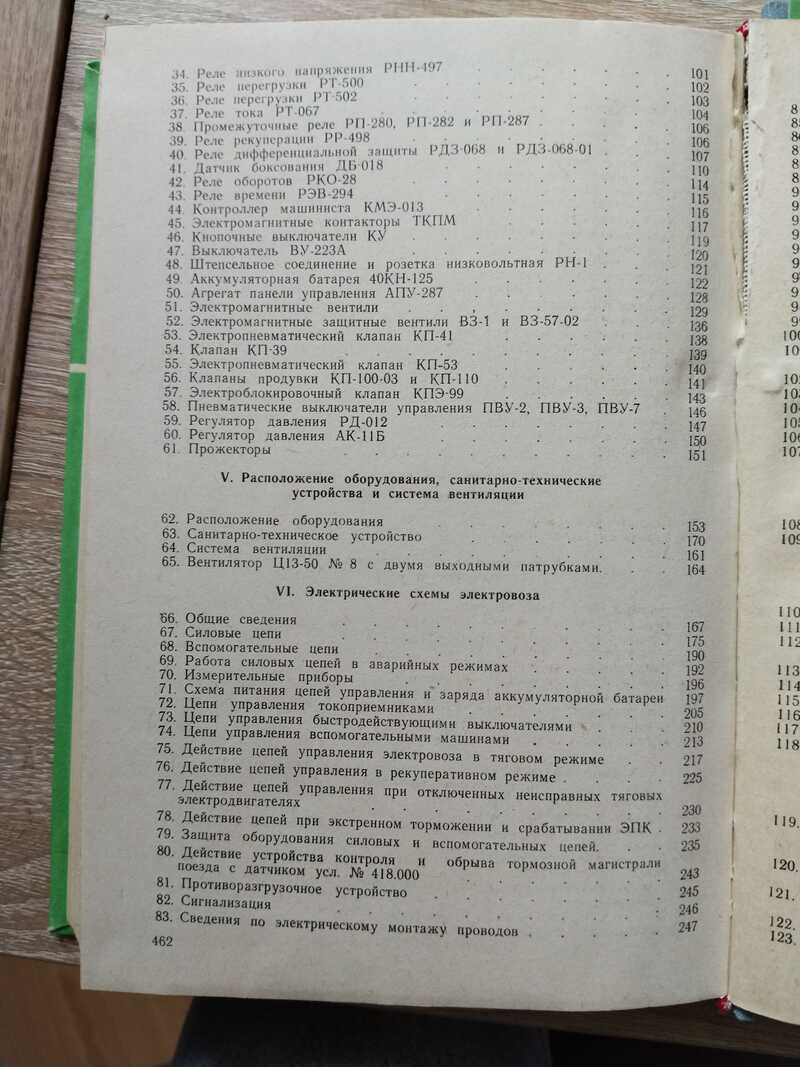 34. Реле низкого напряжения РНН-497 . . . . . . 101
35. Реле перегрузки РТ-500 . . . . . . 102
36. Реле перегрузки РТ-502 . . . . . . 103
37. Реле тока РТ-067 . . . . . . 104
38. Промежуточные реле РП-280, РП-282 и РП-287 . . . . 106
39. Реле рекуперации РР-498 . . . . . . 106
40. Реле дифференциальной защиты РДЗ-068 и РДЗ-068-01 . . . 107
41. Датчик боксования ДБ-018 . . . . . . 110
42. Реле оборотов РКО-28 . . . . . . 114
43. Реле времени РЭВ-294 . . . . . . 115
44. Контроллер машиниста КМЭ-013 . . . . . . 116
45. Электромагнитные контакторы ТКПМ . . . . . . 117
46. Кнопочные выключатели КУ . . . . . . 119
47. Выключатель ВУ-223А . . . . . . 120
48. Штепсельное соединение и розетка низковольтная РН-1 . . . 121
49. Аккумуляторная батарея 40КН-125 . . . . . . 122
50. Агрегат панели управления АПУ-287 . . . . . . 128
51. Электромагнитные вентили . . . . . . 129
52. Электромагнитные защитные вентили ВЗ-1 и ВЗ-57-02 . . . 136
53. Электропневматический клапан КП-41 . . . . . . 138
54. Клапан КП-39 . . . . . . 139
55. Электропневматический клапан КП-53 . . . . . . 140
56. Клапаны продувки КП-100-03 и КП-110 . . . . . . 141
57. Электроблокировочный клапан КПЭ-99 . . . . . . 143
58. Пневматические выключатели управления ПВУ-2, ПВУ-3, ПВУ-7 . 146
59. Регулятор давления РД-012 . . . . . . 147
60. Регулятор давления АК-11Б . . . . . . 150
61. Прожекторы . . . . . . 151
V. Расположение оборудования, санитарно-технические
устройства и система вентиляции
62. Расположение оборудования . . . . . . 153
63. Санитарно-техническое устройство . . . . . . 170
64. Система вентиляции . . . . . . 161
65. Вентилятор Ц13-50 № 8 с двумя выходными патрубками. . . 164
VI. Электрические схемы электровоза
66. Общие сведения . . . . . . 167
67. Силовые цепи . . . . . . 175
68. Вспомогательные цепи . . . . . . 190
69. Работа силовых цепей в аварийных режимах . . . . 192
70. Измерительные приборы . . . . . . 196
71. Схема питания цепей управления и заряда аккумуляторной батареи 197
72. Цепи управления токоприемниками . . . . . . 205
73. Цепи управления быстродействующими выключателями . . . 210
74. Цепи управления вспомогательными машинами . . . . 213
75. Действие цепей управления электровоза в тяговом режиме . . 217
76. Действие цепей управления в рекуперативном режиме . . . . 225
77. Действие цепей управления при отключенных неисправных тяговых
электродвигателях . . . . . . 230
78. Действие цепей при экстренном торможении и срабатывании ЭПК . 233
79. Защита оборудования силовых и вспомогательных цепей. . . 235
80. Действие устройства контроля и обрыва тормозной магистрали
поезда с датчиком усл. № 418.000 . . . . 243
81. Противоразгрузочное устройство . . . . . . 245
82. Сигнализация . . . . . . 246
83. Сведения по электрическому монтажу проводов . . . . . 247
462
108
109
110
111
112
113
114
115
116
117
118
119.
120.
121.
122.
123.